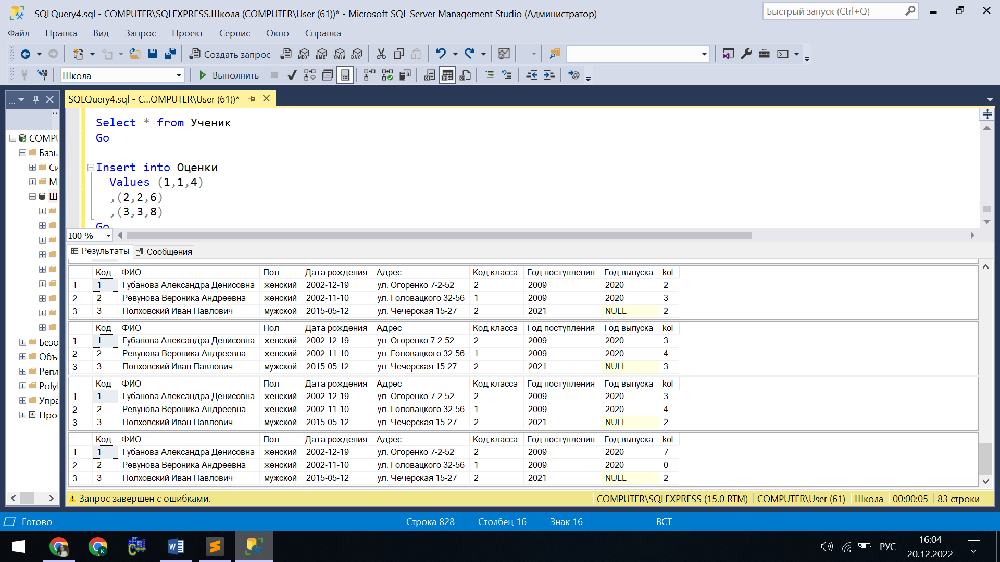 SQLQuery4.sql - COMPUTER\SQLEXPRESS.Школа (COMPUTER\User (61))* - Microsoft SQL Server Management Studio (Администратор)
Быстрый запуск (Ctrl+Q)
Файл Правка Вид Запрос Проект Сервис Окно Справка
Создать запрос MDX DMX XMLA DAX
Школа Выполнить
... SQLQuery4.sql - C...OMPUTER\User (61))*
Select * from Ученик
Go
Insert into Оценки
Values (1,1,4)
,(2,2,6)
,(3,3,8)
Go
COMPU
Базы
Си
Мо
Ш
Безо
Объе
Репл
Polyl
Упра
Про
100 %
Результаты Сообщения
Код ФИО Пол Дата рождения Адрес Код класса Год поступления Год выпуска kol
1 1 Губанова Александра Денисовна женский 2002-12-19 ул. Огоренко 7-2-52 2 2009 2020 2
2 2 Ревунова Вероника Андреевна женский 2002-11-10 ул. Головацкого 32-56 1 2009 2020 3
3 3 Полховский Иван Павлович мужской 2015-05-12 ул. Чечерская 15-27 2 2021 NULL 2
Код ФИО Пол Дата рождения Адрес Код класса Год поступления Год выпуска kol
1 1 Губанова Александра Денисовна женский 2002-12-19 ул. Огоренко 7-2-52 2 2009 2020 3
2 2 Ревунова Вероника Андреевна женский 2002-11-10 ул. Головацкого 32-56 1 2009 2020 4
3 3 Полховский Иван Павлович мужской 2015-05-12 ул. Чечерская 15-27 2 2021 NULL 3
Код ФИО Пол Дата рождения Адрес Код класса Год поступления Год выпуска kol
1 1 Губанова Александра Денисовна женский 2002-12-19 ул. Огоренко 7-2-52 2 2009 2020 3
2 2 Ревунова Вероника Андреевна женский 2002-11-10 ул. Головацкого 32-56 1 2009 2020 4
3 3 Полховский Иван Павлович мужской 2015-05-12 ул. Чечерская 15-27 2 2021 NULL 2
Код ФИО Пол Дата рождения Адрес Код класса Год поступления Год выпуска kol
1 1 Губанова Александра Денисовна женский 2002-12-19 ул. Огоренко 7-2-52 2 2009 2020 7
2 2 Ревунова Вероника Андреевна женский 2002-11-10 ул. Головацкого 32-56 1 2009 2020 0
3 3 Полховский Иван Павлович мужской 2015-05-12 ул. Чечерская 15-27 2 2021 NULL 2
Запрос завершен с ошибками. COMPUTER\SQLEXPRESS (15.0 RTM) COMPUTER\User (61) Школа 00:00:05 83 строки
Готово Строка 828 Столбец 16 Знак 16 ВСТ
K C++ W S РУС 16:04
20.12.2022